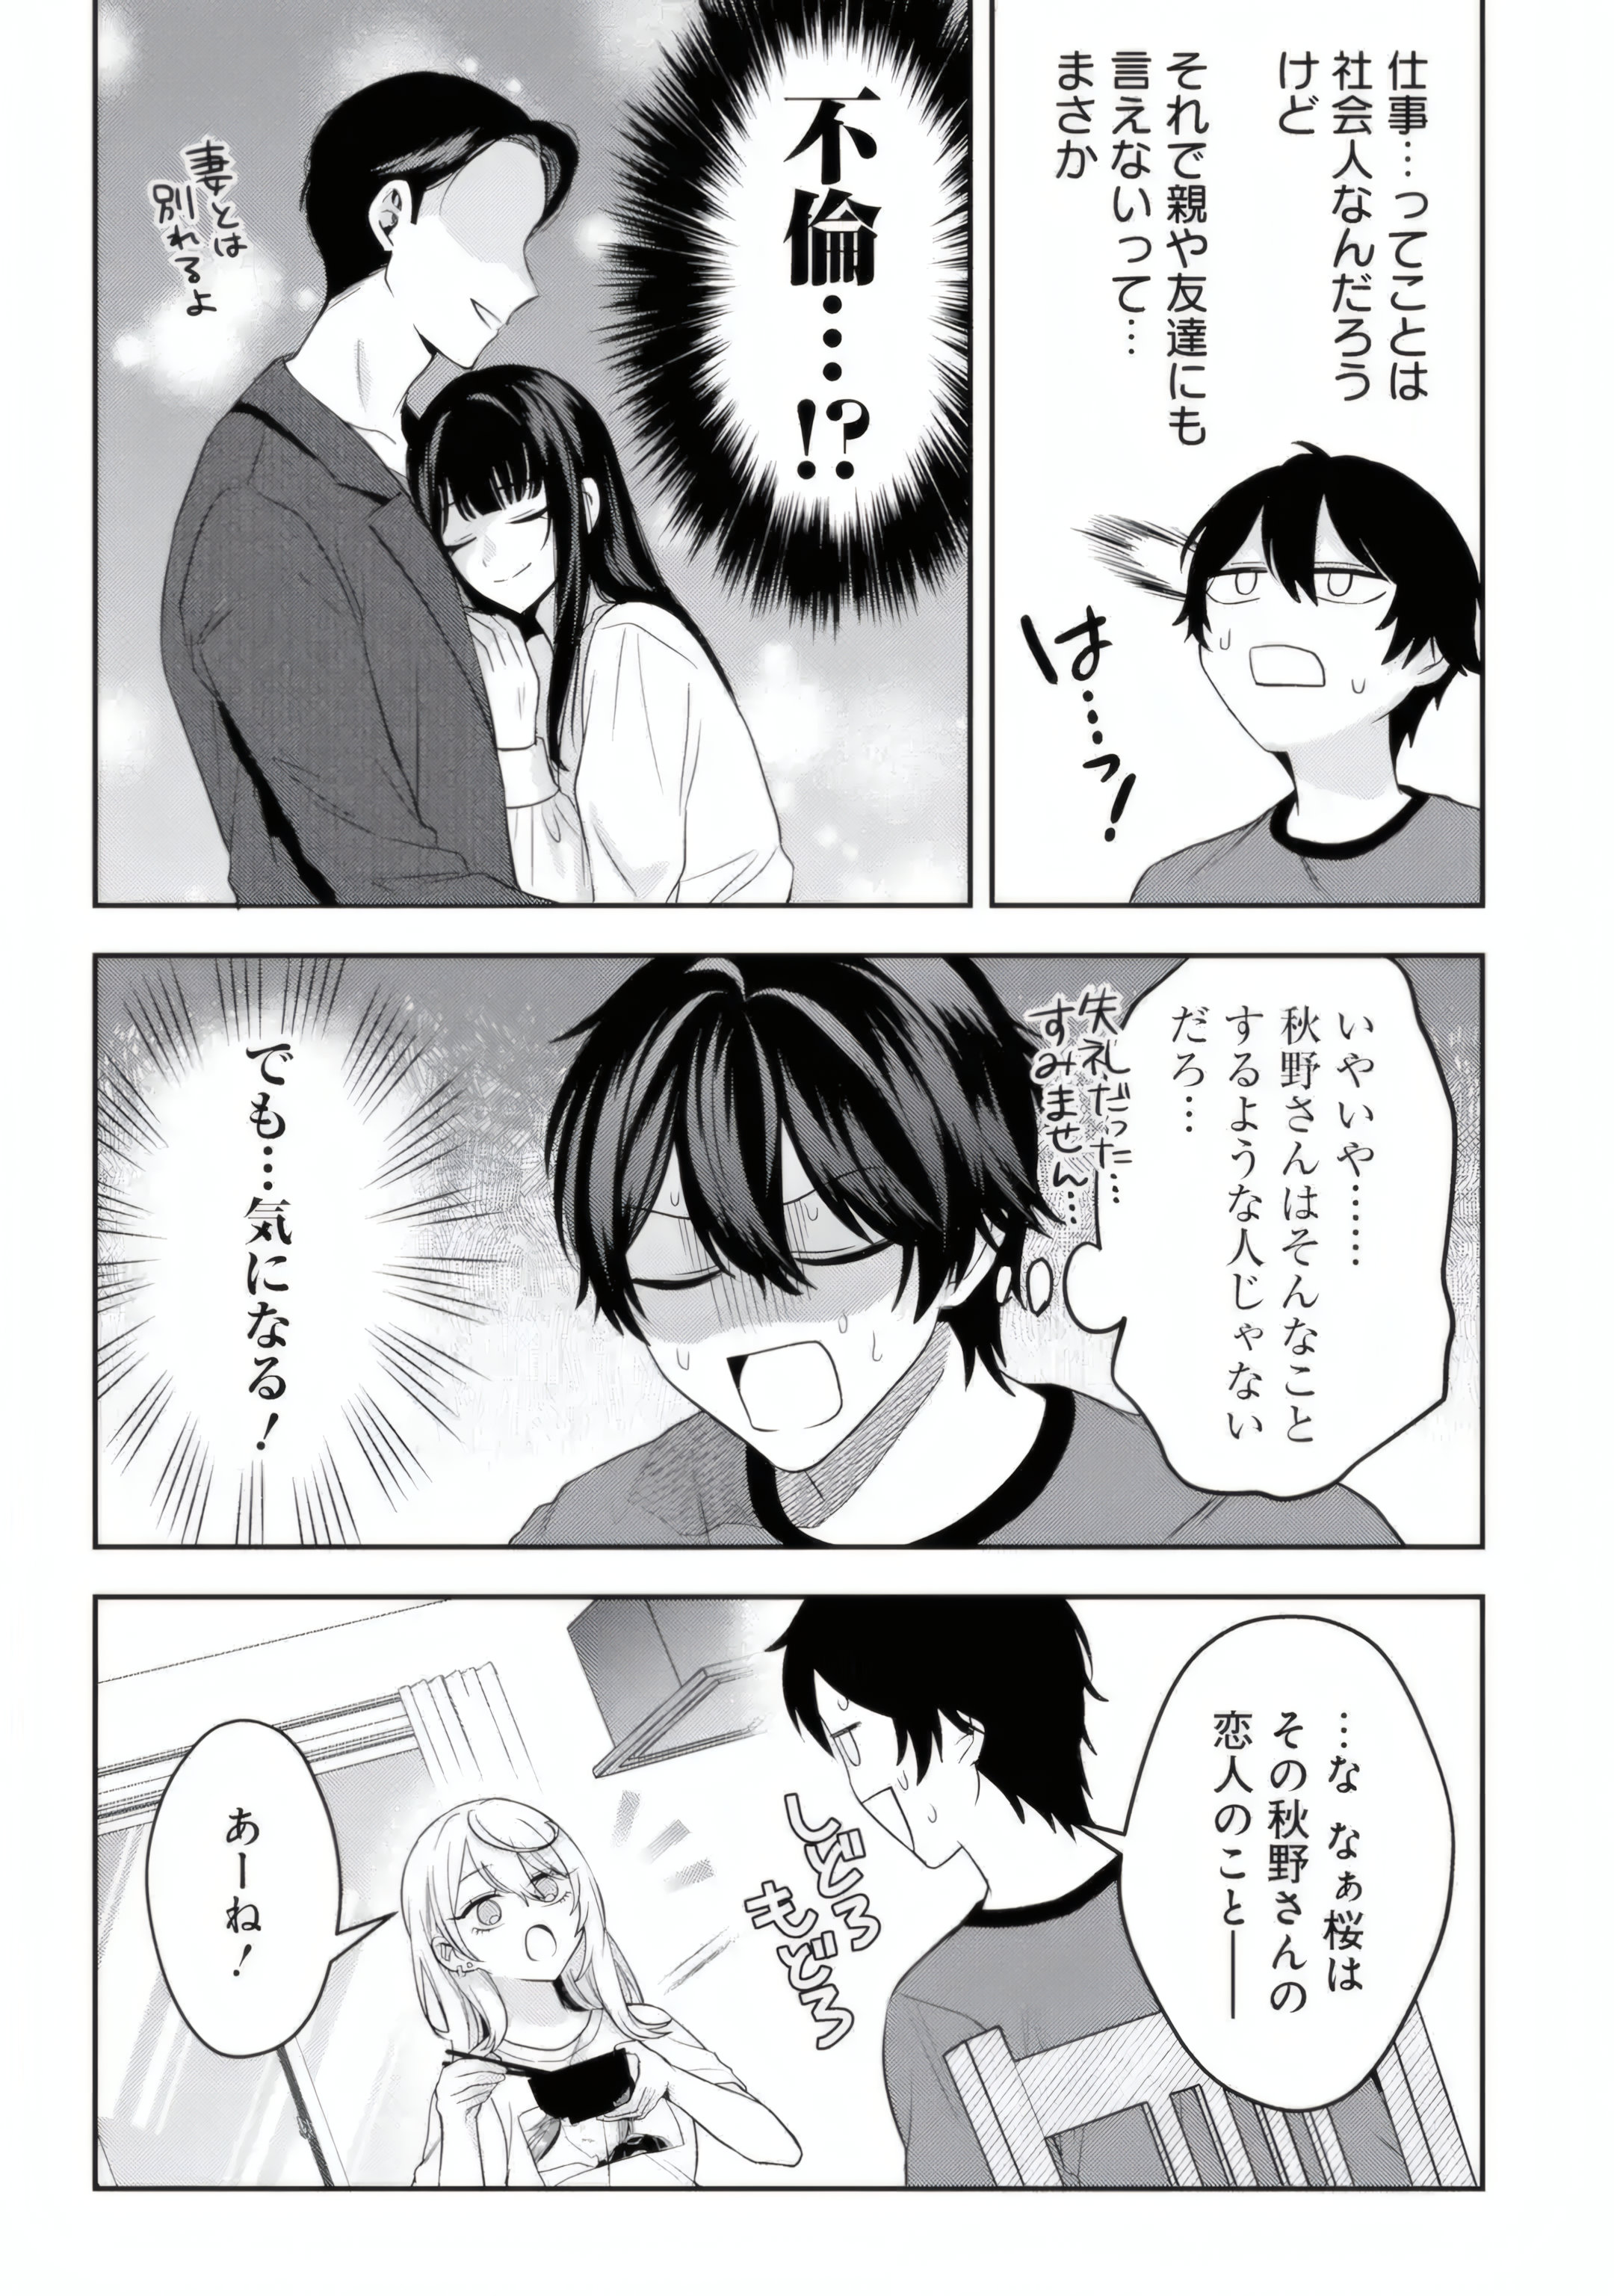 仕事…ってことは
社会人なんだろう
けど
それで親や友達にも
言えないって…
まさか
は…っ!
不倫……!?
妻とは
別れるよ
いやいや……
秋野さんはそんなこと
するような人じゃない
だろ…
失礼だった…
すみません…
でも…気になる!
…な なぁ桜は
その秋野さんの
恋人のこと──
しどろ
もどろ
あーね!